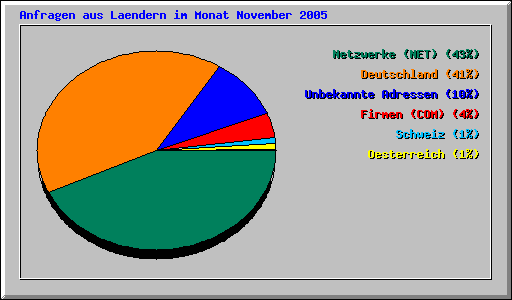 Anfragen aus Laendern im Monat November 2005
Netzwerke (NET) (43%)
Deutschland (41%)
Unbekannte Adressen (10%)
Firmen (COM) (4%)
Schweiz (1%)
Oesterreich (1%)